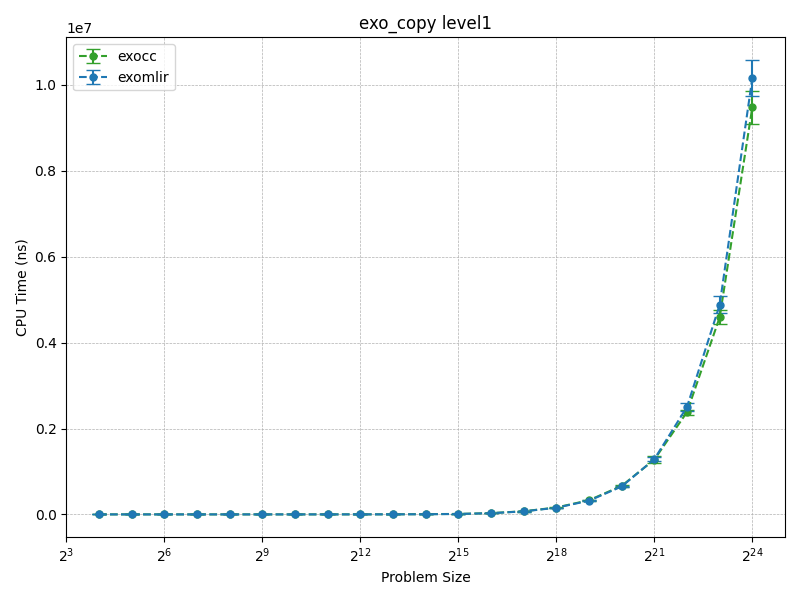 exo_copy level1
1e7
exocc
exomlir
1.0
0.8
0.6
0.4
0.2
0.0
CPU Time (ns)
2^3 2^6 2^9 2^12 2^15 2^18 2^21 2^24
Problem Size